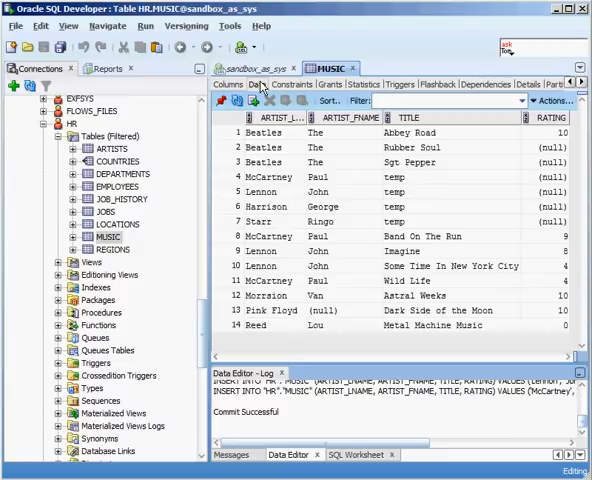 Oracle SQL Developer: Table HR.MUSIC@sandbox_as_sys
File Edit View Navigate Run Versioning Tools Help
ask
Tom
Connections x Reports x
sandbox_as_sys x MUSIC x
EXFSYS
FLOWS_FILES
HR
Tables (Filtered)
ARTISTS
COUNTRIES
DEPARTMENTS
EMPLOYEES
JOB_HISTORY
JOBS
LOCATIONS
MUSIC
REGIONS
Views
Editioning Views
Indexes
Packages
Procedures
Functions
Queues
Queues Tables
Triggers
Crossedition Triggers
Types
Sequences
Materialized Views
Materialized Views Logs
Synonyms
Database Links
Columns Data Constraints Grants Statistics Triggers Flashback Dependencies Details Parti
Sort.. Filter: Actions...
ARTIST_L... ARTIST_FNAME TITLE RATING
1 Beatles The Abbey Road 10
2 Beatles The Rubber Soul (null)
3 Beatles The Sgt Pepper (null)
4 McCartney Paul temp (null)
5 Lennon John temp (null)
6 Harrison George temp (null)
7 Starr Ringo temp (null)
8 McCartney Paul Band On The Run 9
9 Lennon John Imagine 8
10 Lennon John Some Time In New York City 4
11 McCartney Paul Wild Life 4
12 Morrsion Van Astral Weeks 10
13 Pink Floyd (null) Dark Side of the Moon 10
14 Reed Lou Metal Machine Music 0
Data Editor - Log x
INSERT INTO "HR"."MUSIC" (ARTIST_LNAME, ARTIST_FNAME, TITLE, RATING) VALUES ('Lennon',
INSERT INTO "HR"."MUSIC" (ARTIST_LNAME, ARTIST_FNAME, TITLE, RATING) VALUES ('McCartney',
Commit Successful
Messages Data Editor x SQL Worksheet x
Editing